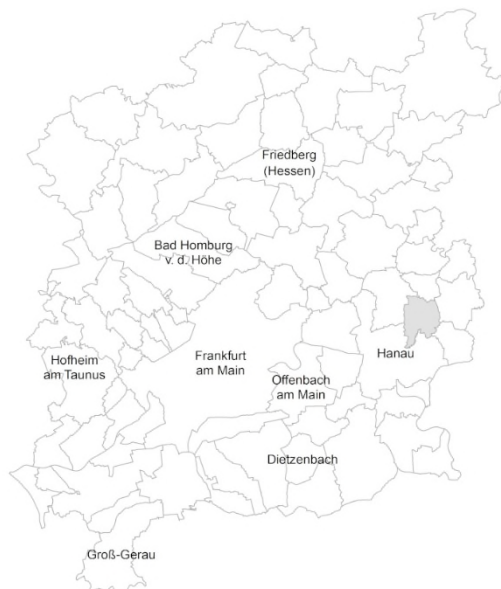 Friedberg
(Hessen)
Bad Homburg
v. d. Höhe
Hofheim
am Taunus
Frankfurt
am Main
Hanau
Offenbach
am Main
Dietzenbach
Groß-Gerau